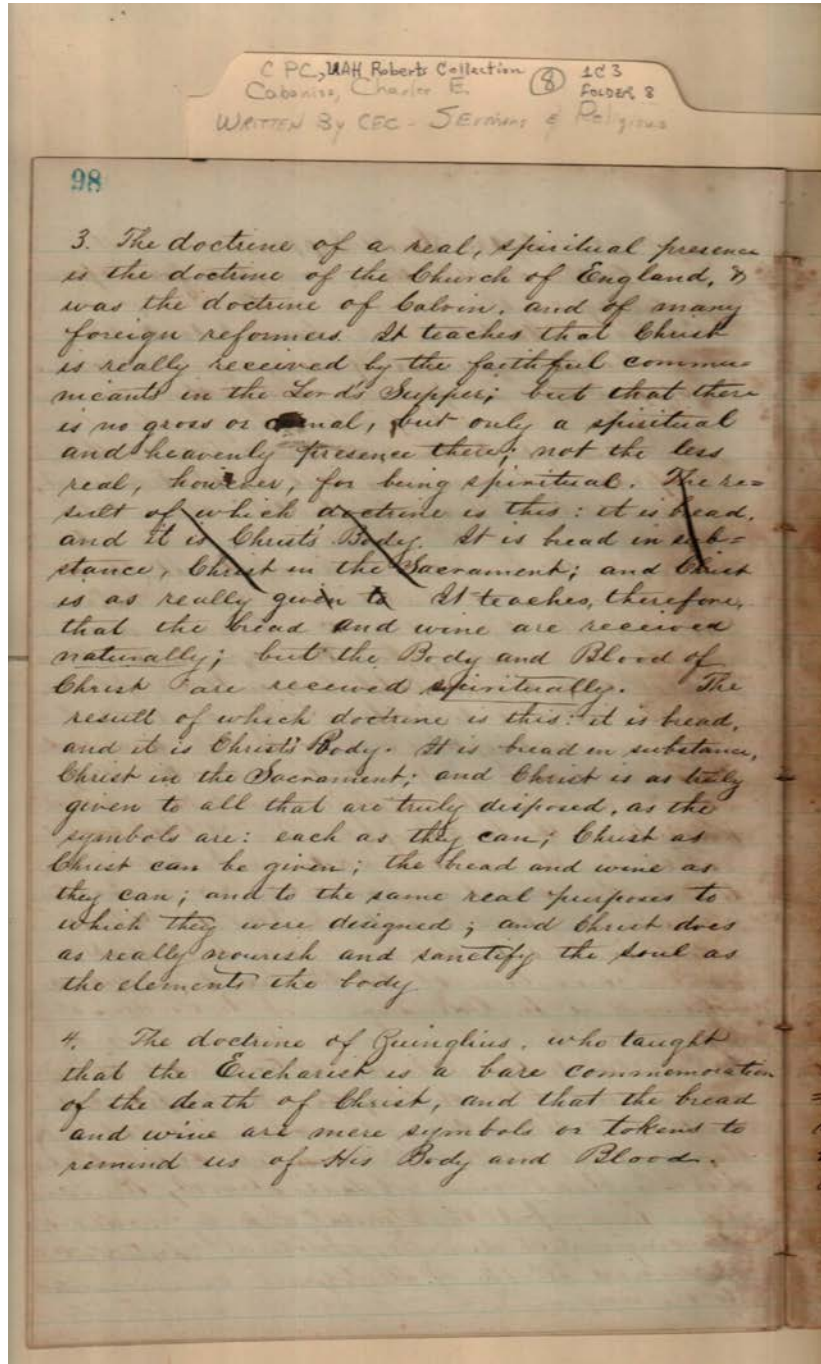 C PC, UAH Roberts Collection (8) 1C3
Cabaniss, Charles E. FOLDER 8
WRITTEN By CEC - SErmons & Religious
98
3. The doctrine of a real, spiritual presence
is the doctrine of the Church of England, &
was the doctrine of Calvin, and of many
foreign reformers. It teaches that Christ
is really received by the faithful commu=
nicants in the Lord's Supper; but that there
is no gross or carnal, but only a spiritual
and heavenly presence there; not the less
real, however, for being spiritual. The re=
sult of which doctrine is this: it is bread,
and it is Christ's Body. It is bread in sub=
stance, Christ in the Sacrament; and Christ
is as really given to It teaches, therefore,
that the bread and wine are received
naturally; but the Body and Blood of
Christ are received spiritually. The
result of which doctrine is this: it is bread,
and it is Christ's Body. It is bread in substance,
Christ in the Sacrament; and Christ is as truly
given to all that are truly disposed, as the
symbols are: each as they can; Christ as
Christ can be given; the bread and wine as
they can; and to the same real purposes to
which they were designed; and Christ does
as really nourish and sanctify the soul as
the elements the body
4. The doctrine of Zuinglius, who taught
that the Eucharist is a bare commemoration
of the death of Christ, and that the bread
and wine are mere symbols or tokens to
remind us of His Body and Blood.